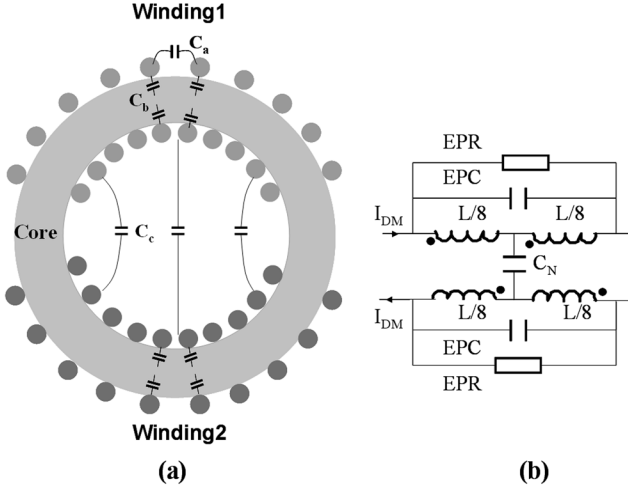 Winding1
Ca
Cb
Core
Cc
Winding2
(a)
EPR
EPC
IDM
L/8
L/8
CN
IDM
L/8
L/8
EPC
EPR
(b)